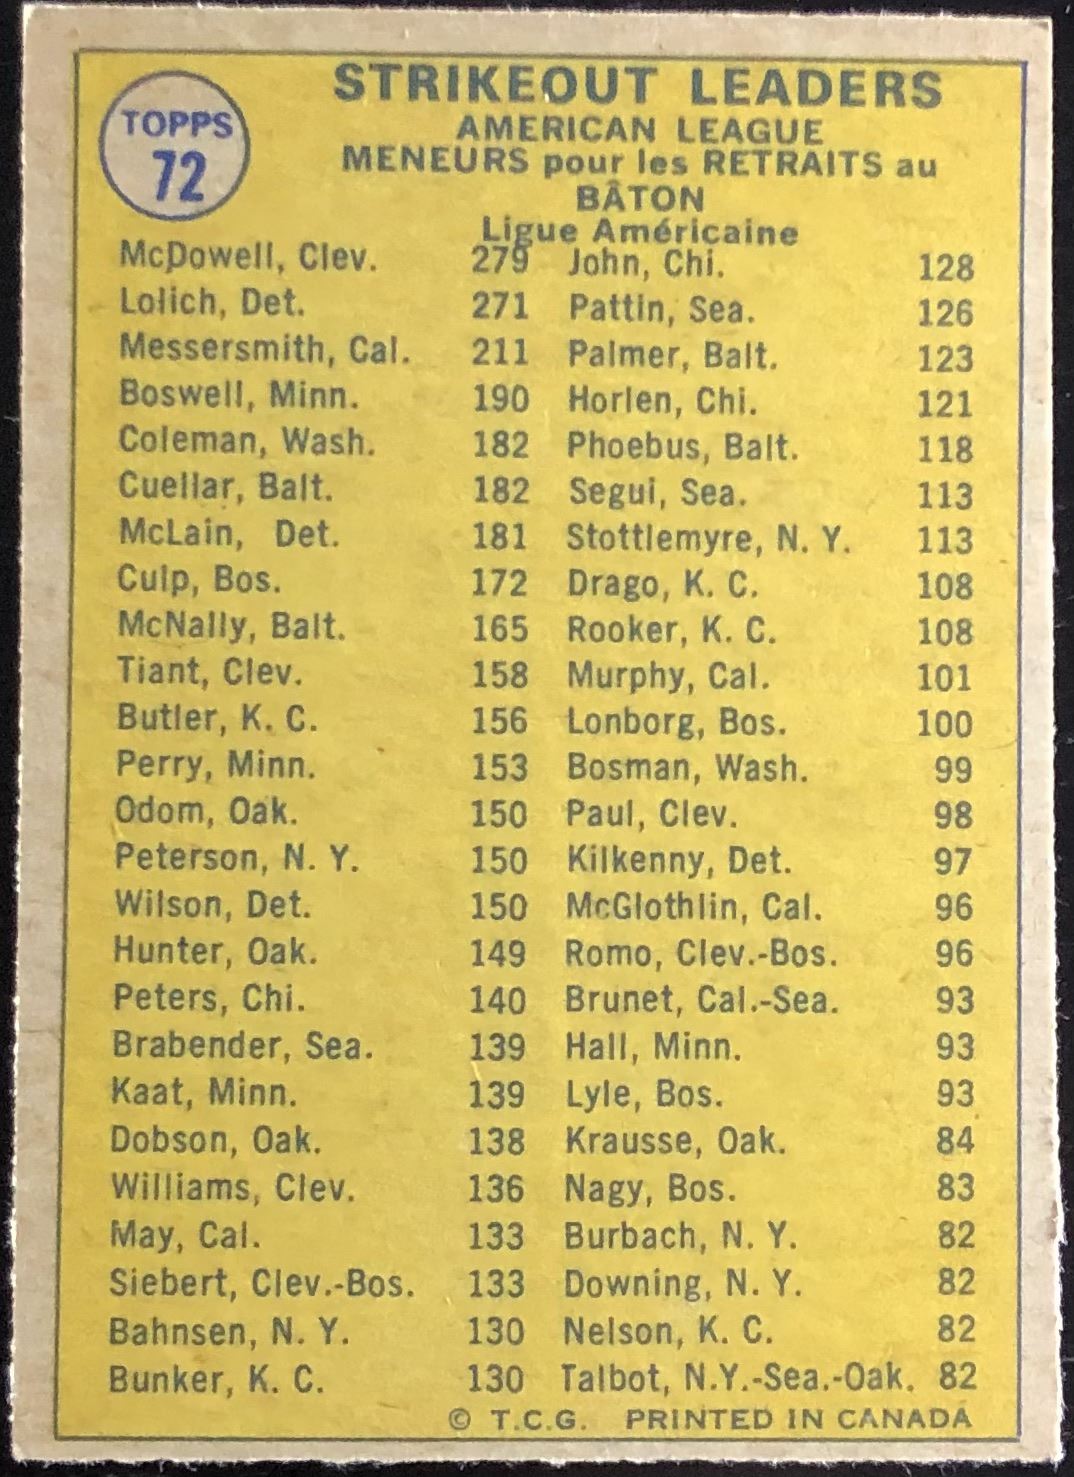 TOPPS
72
STRIKEOUT LEADERS
AMERICAN LEAGUE
MENEURS pour les RETRAITS au
BÂTON
Ligue Américaine
McDowell, Clev. 279
Lolich, Det. 271
Messersmith, Cal. 211
Boswell, Minn. 190
Coleman, Wash. 182
Cuellar, Balt. 182
McLain, Det. 181
Culp, Bos. 172
McNally, Balt. 165
Tiant, Clev. 158
Butler, K. C. 156
Perry, Minn. 153
Odom, Oak. 150
Peterson, N. Y. 150
Wilson, Det. 150
Hunter, Oak. 149
Peters, Chi. 140
Brabender, Sea. 139
Kaat, Minn. 139
Dobson, Oak. 138
Williams, Clev. 136
May, Cal. 133
Siebert, Clev.-Bos. 133
Bahnsen, N. Y. 130
Bunker, K. C. 130
John, Chi. 128
Pattin, Sea. 126
Palmer, Balt. 123
Horlen, Chi. 121
Phoebus, Balt. 118
Segui, Sea. 113
Stottlemyre, N. Y. 113
Drago, K. C. 108
Rooker, K. C. 108
Murphy, Cal. 101
Lonborg, Bos. 100
Bosman, Wash. 99
Paul, Clev. 98
Kilkenny, Det. 97
McGlothlin, Cal. 96
Romo, Clev.-Bos. 96
Brunet, Cal.-Sea. 93
Hall, Minn. 93
Lyle, Bos. 93
Krausse, Oak. 84
Nagy, Bos. 83
Burbach, N. Y. 82
Downing, N. Y. 82
Nelson, K. C. 82
Talbot, N.Y.-Sea.-Oak. 82
© T.C.G. PRINTED IN CANADA